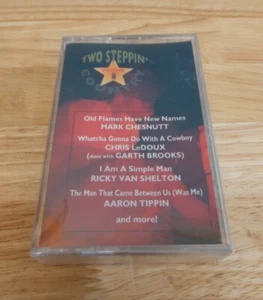 TWO STEPPIN'
COUNTRY
Old Flames Have New Names
MARK CHESNUTT
Whatcha Gonna Do With A Cowboy
CHRIS LeDOUX
(duet with GARTH BROOKS)
I Am A Simple Man
RICKY VAN SHELTON
The Man That Came Between Us (Was Me)
AARON TIPPIN
and more!